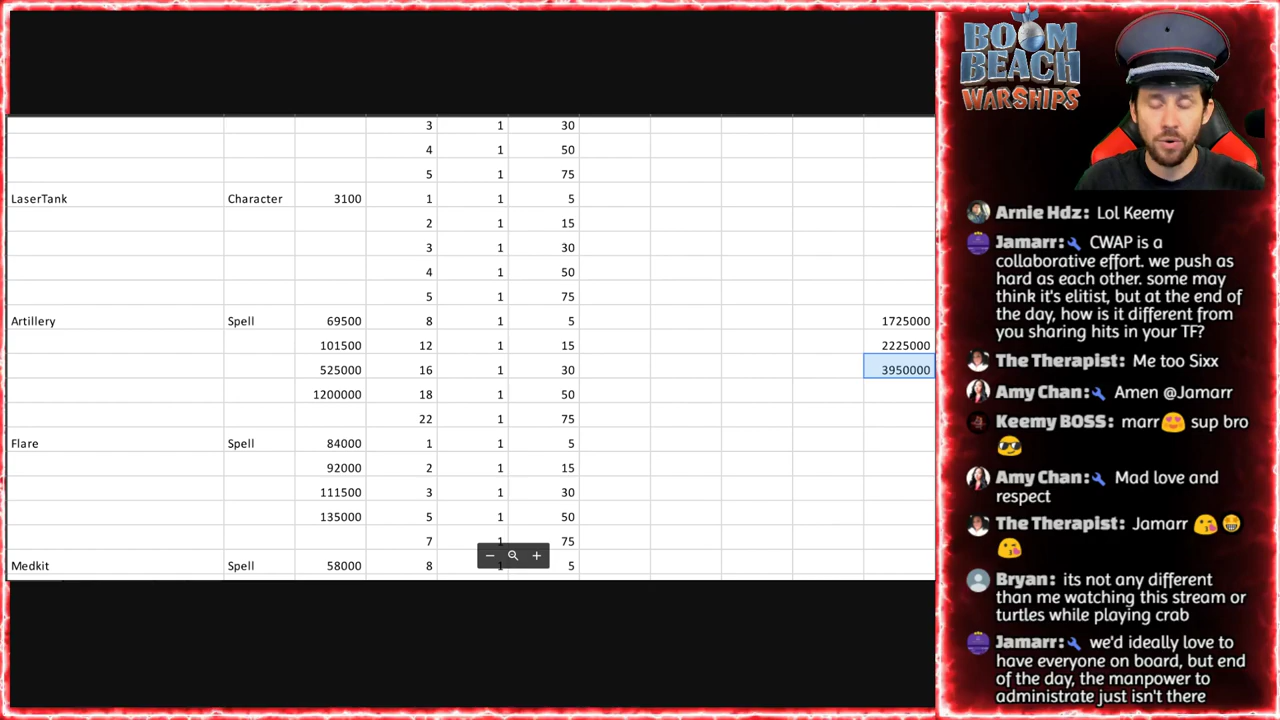 3 1 30
4 1 50
5 1 75
LaserTank Character 3100 1 1 5
2 1 15
3 1 30
4 1 50
5 1 75
Artillery Spell 69500 8 1 5 1725000
101500 12 1 15 2225000
525000 16 1 30 3950000
1200000 18 1 50
22 1 75
Flare Spell 84000 1 1 5
92000 2 1 15
111500 3 1 30
135000 5 1 50
7 1 75
Medkit Spell 58000 8 1 5
BOOM
BEACH
WARSHIPS
Arnie Hdz: Lol Keemy
Jamarr: CWAP is a
collaborative effort. we push as
hard as each other. some may
think it's elitist, but at the end of
the day, how is it different from
you sharing hits in your TF?
The Therapist: Me too Sixx
Amy Chan: Amen @Jamarr
Keemy BOSS: marr😍 sup bro
😎
Amy Chan: Mad love and
respect
The Therapist: Jamarr 😘 😁
😘
Bryan: its not any different
than me watching this stream or
turtles while playing crab
Jamarr: we'd ideally love to
have everyone on board, but end
of the day, the manpower to
administrate just isn't there